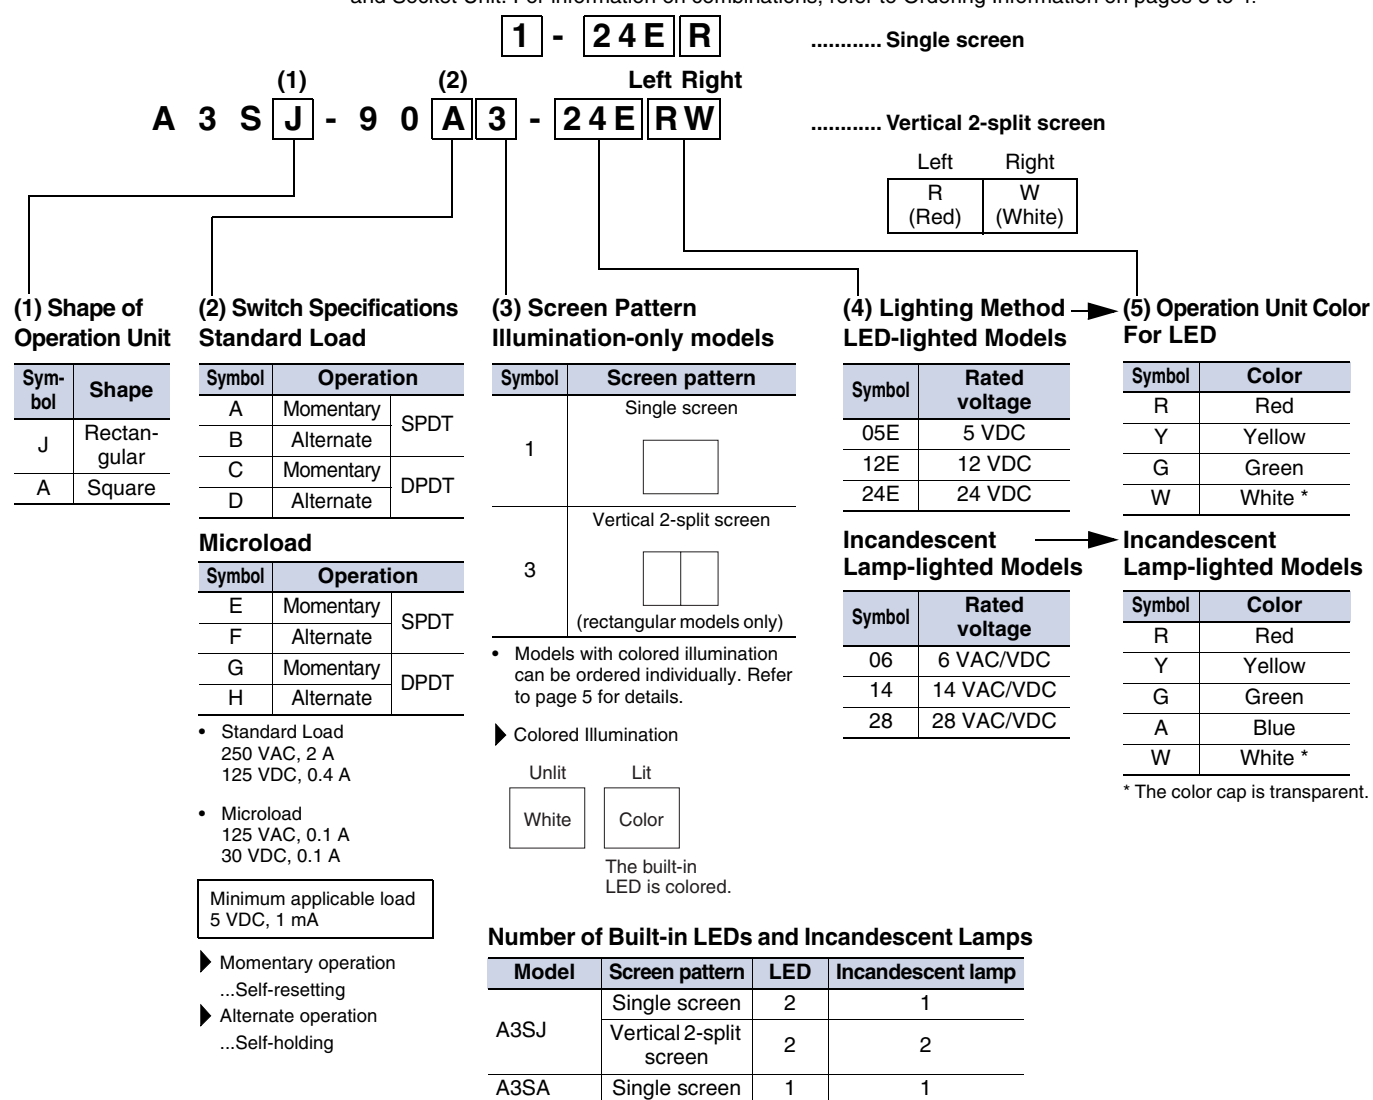 and Socket Unit. For information on combinations, refer to Ordering Information on pages 3 to 4.
1 - 24E R ............ Single screen
(1) (2) Left Right
A 3 S J - 9 0 A 3 - 24E RW ............ Vertical 2-split screen
Left Right
R W
(Red) (White)
(1) Shape of
Operation Unit
Sym-
bol Shape
J Rectan-
gular
A Square
(2) Switch Specifications
Standard Load
Symbol Operation
A Momentary SPDT
B Alternate
C Momentary DPDT
D Alternate
Microload
Symbol Operation
E Momentary SPDT
F Alternate
G Momentary DPDT
H Alternate
• Standard Load
250 VAC, 2 A
125 VDC, 0.4 A
• Microload
125 VAC, 0.1 A
30 VDC, 0.1 A
Minimum applicable load
5 VDC, 1 mA
Momentary operation
...Self-resetting
Alternate operation
...Self-holding
(3) Screen Pattern
Illumination-only models
Symbol Screen pattern
1 Single screen
3 Vertical 2-split screen
(rectangular models only)
• Models with colored illumination
can be ordered individually. Refer
to page 5 for details.
Colored Illumination
Unlit Lit
White Color
The built-in
LED is colored.
(4) Lighting Method
LED-lighted Models
Symbol Rated
voltage
05E 5 VDC
12E 12 VDC
24E 24 VDC
Incandescent
Lamp-lighted Models
Symbol Rated
voltage
06 6 VAC/VDC
14 14 VAC/VDC
28 28 VAC/VDC
(5) Operation Unit Color
For LED
Symbol Color
R Red
Y Yellow
G Green
W White *
Incandescent
Lamp-lighted Models
Symbol Color
R Red
Y Yellow
G Green
A Blue
W White *
* The color cap is transparent.
Number of Built-in LEDs and Incandescent Lamps
Model Screen pattern LED Incandescent lamp
A3SJ Single screen 2 1
Vertical 2-split
screen 2 2
A3SA Single screen 1 1